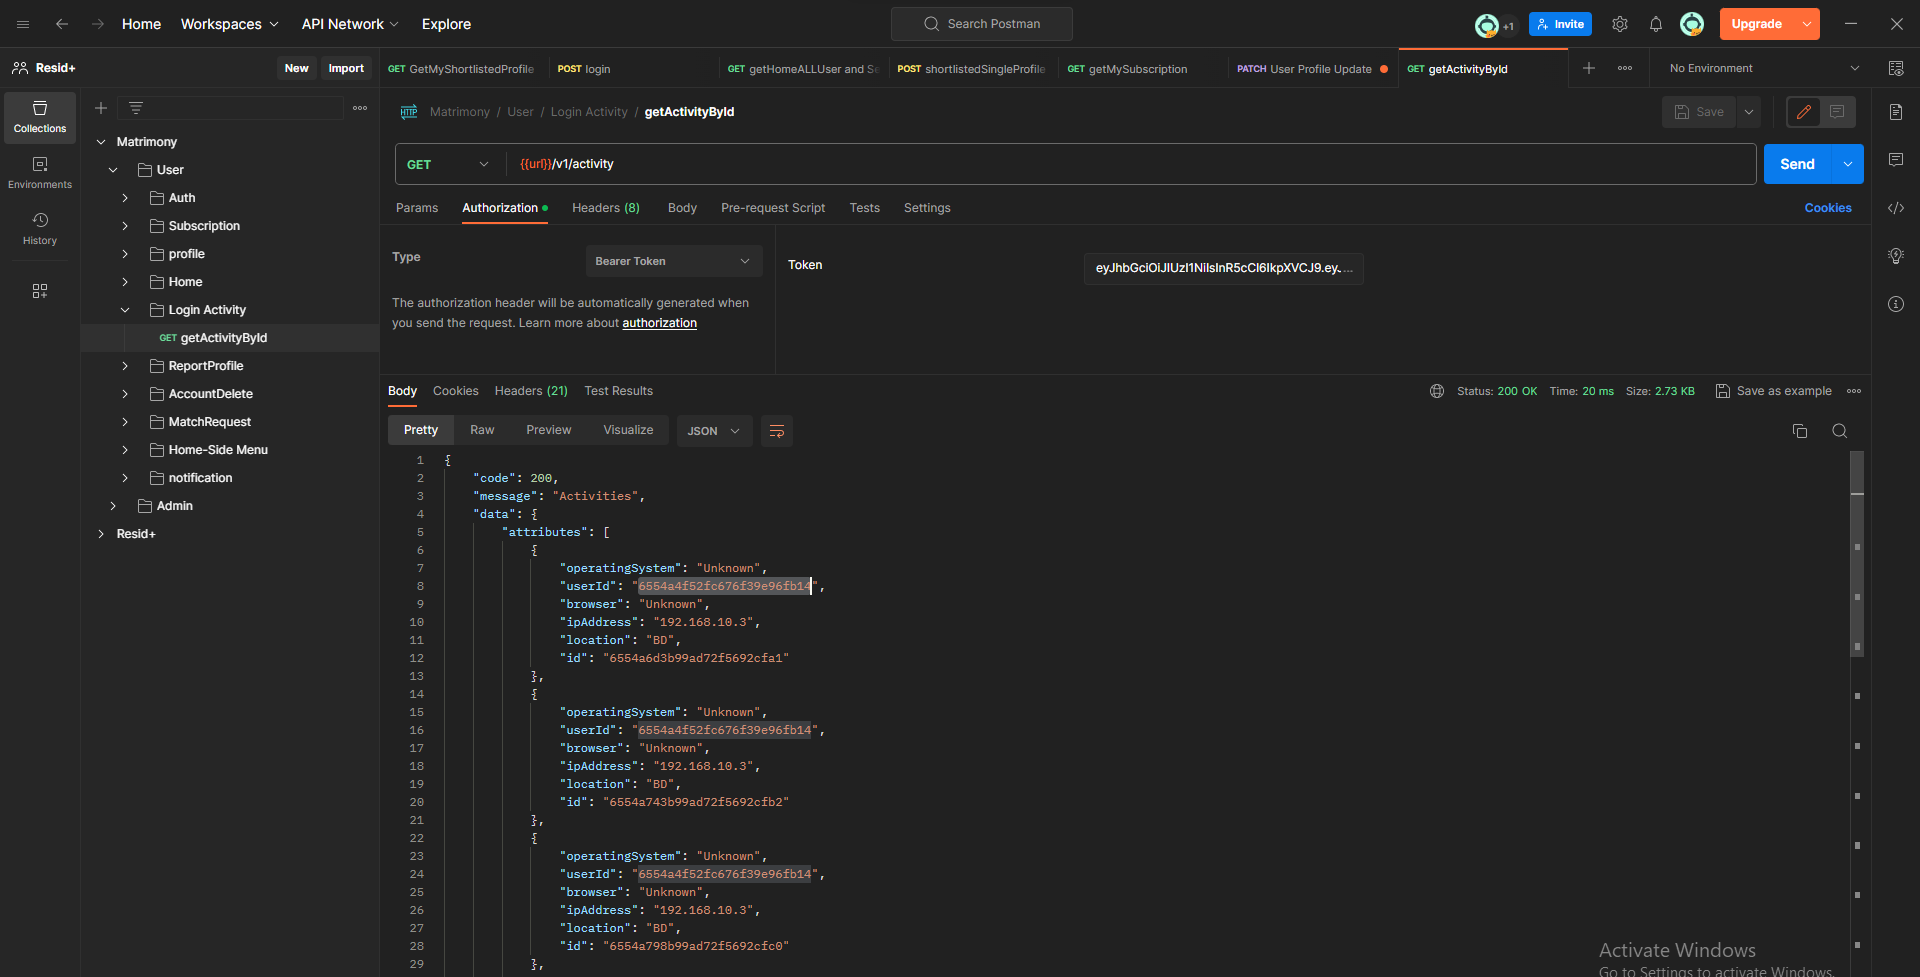 Home Workspaces API Network Explore Search Postman +1 Invite Upgrade
Resid+ New Import GET GetMyShortlistedProfile POST login GET getHomeALLUser and Se POST shortlistedSingleProfile GET getMySubscription PATCH User Profile Update GET getActivityById No Environment
Collections
Environments
History
Matrimony
User
Auth
Subscription
profile
Home
Login Activity
GET getActivityById
ReportProfile
AccountDelete
MatchRequest
Home-Side Menu
notification
Admin
Resid+
HTTP Matrimony / User / Login Activity / getActivityById Save
GET {{url}}/v1/activity Send
Params Authorization Headers (8) Body Pre-request Script Tests Settings Cookies
Type Bearer Token
The authorization header will be automatically generated when
you send the request. Learn more about authorization
Token eyJhbGciOiJIUzI1NiIsInR5cCI6IkpXVCJ9.eyJ...
Body Cookies Headers (21) Test Results Status: 200 OK Time: 20 ms Size: 2.73 KB Save as example
Pretty Raw Preview Visualize JSON
1 {
2 "code": 200,
3 "message": "Activities",
4 "data": {
5 "attributes": [
6 {
7 "operatingSystem": "Unknown",
8 "userId": "6554a4f52fc676f39e96fb14",
9 "browser": "Unknown",
10 "ipAddress": "192.168.10.3",
11 "location": "BD",
12 "id": "6554a6d3b99ad72f5692cfa1"
13 },
14 {
15 "operatingSystem": "Unknown",
16 "userId": "6554a4f52fc676f39e96fb14",
17 "browser": "Unknown",
18 "ipAddress": "192.168.10.3",
19 "location": "BD",
20 "id": "6554a743b99ad72f5692cfb2"
21 },
22 {
23 "operatingSystem": "Unknown",
24 "userId": "6554a4f52fc676f39e96fb14",
25 "browser": "Unknown",
26 "ipAddress": "192.168.10.3",
27 "location": "BD",
28 "id": "6554a798b99ad72f5692cfc0"
29 },
Activate Windows
Go to Settings to activate Windows.